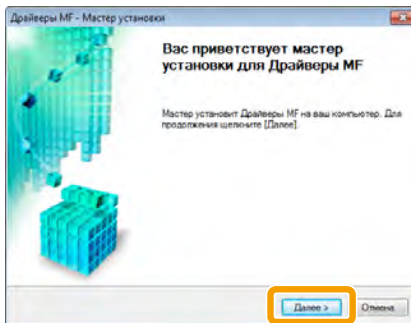 Драйверы MF - Мастер установки
Вас приветствует мастер
установки для Драйверы MF
Мастер установит Драйверы MF на ваш компьютер. Для
продолжения щелкните [Далее].
Далее >
Отмена